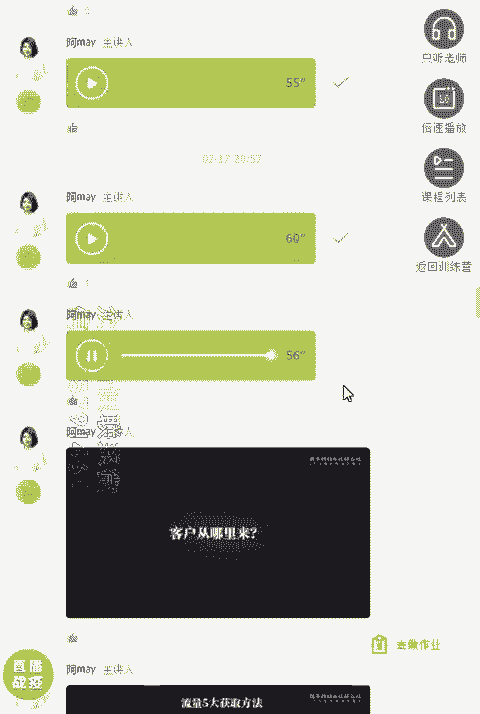 阿may 主讲人
55"
只听老师
倍速播放
02-17 20:57
课程列表
阿may 主讲人
60"
返回训练营
阿may 主讲人
56"
阿may 主讲人
客户从哪里来?
去做作业
直播
战疫
阿may 主讲人
流量5大获取方法